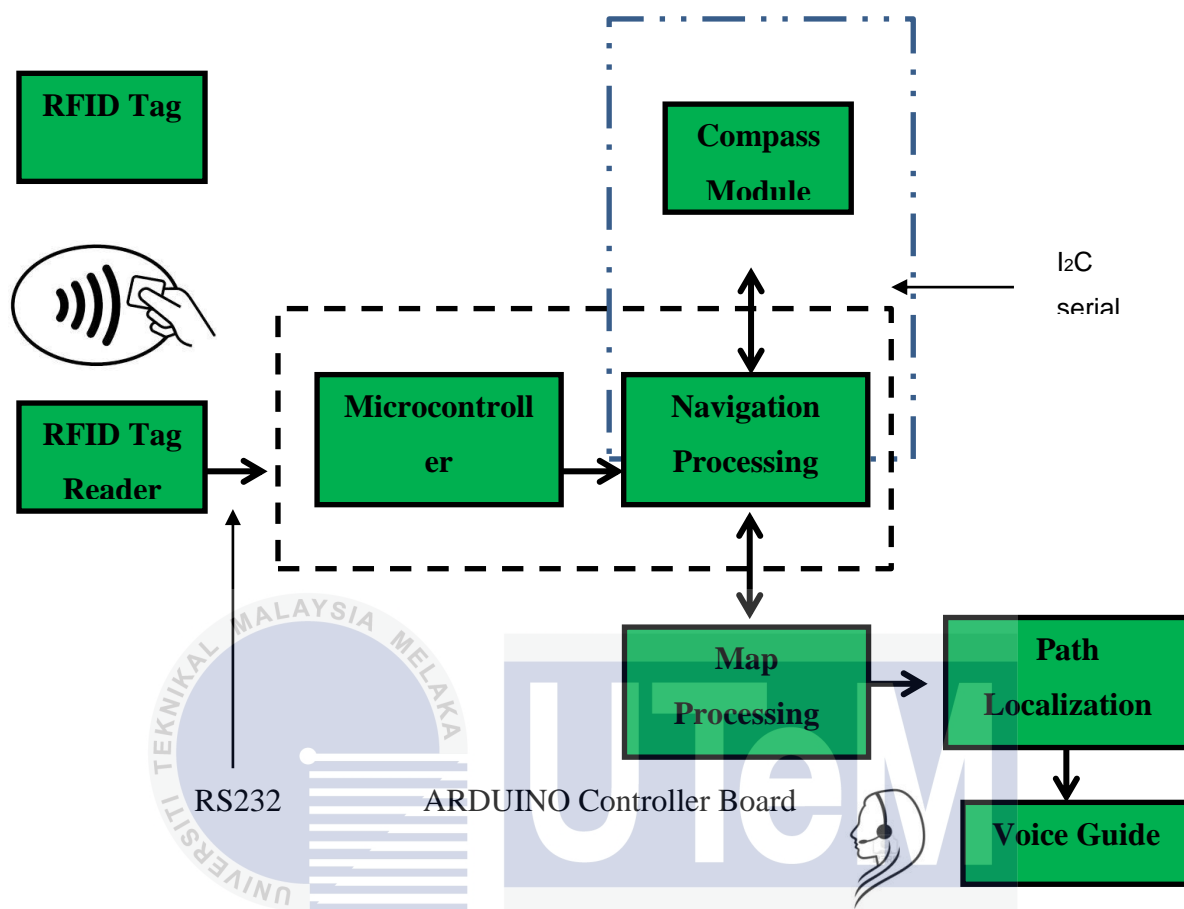 RFID Tag
Compass
Module
I2C
serial
Microcontroll
er
Navigation
Processing
RFID Tag
Reader
UNIVERSITI TEKNIKAL MALAYSIA MELAKA
UTeM
Map
Processing
Path
Localization
RS232
ARDUINO Controller Board
Voice Guide